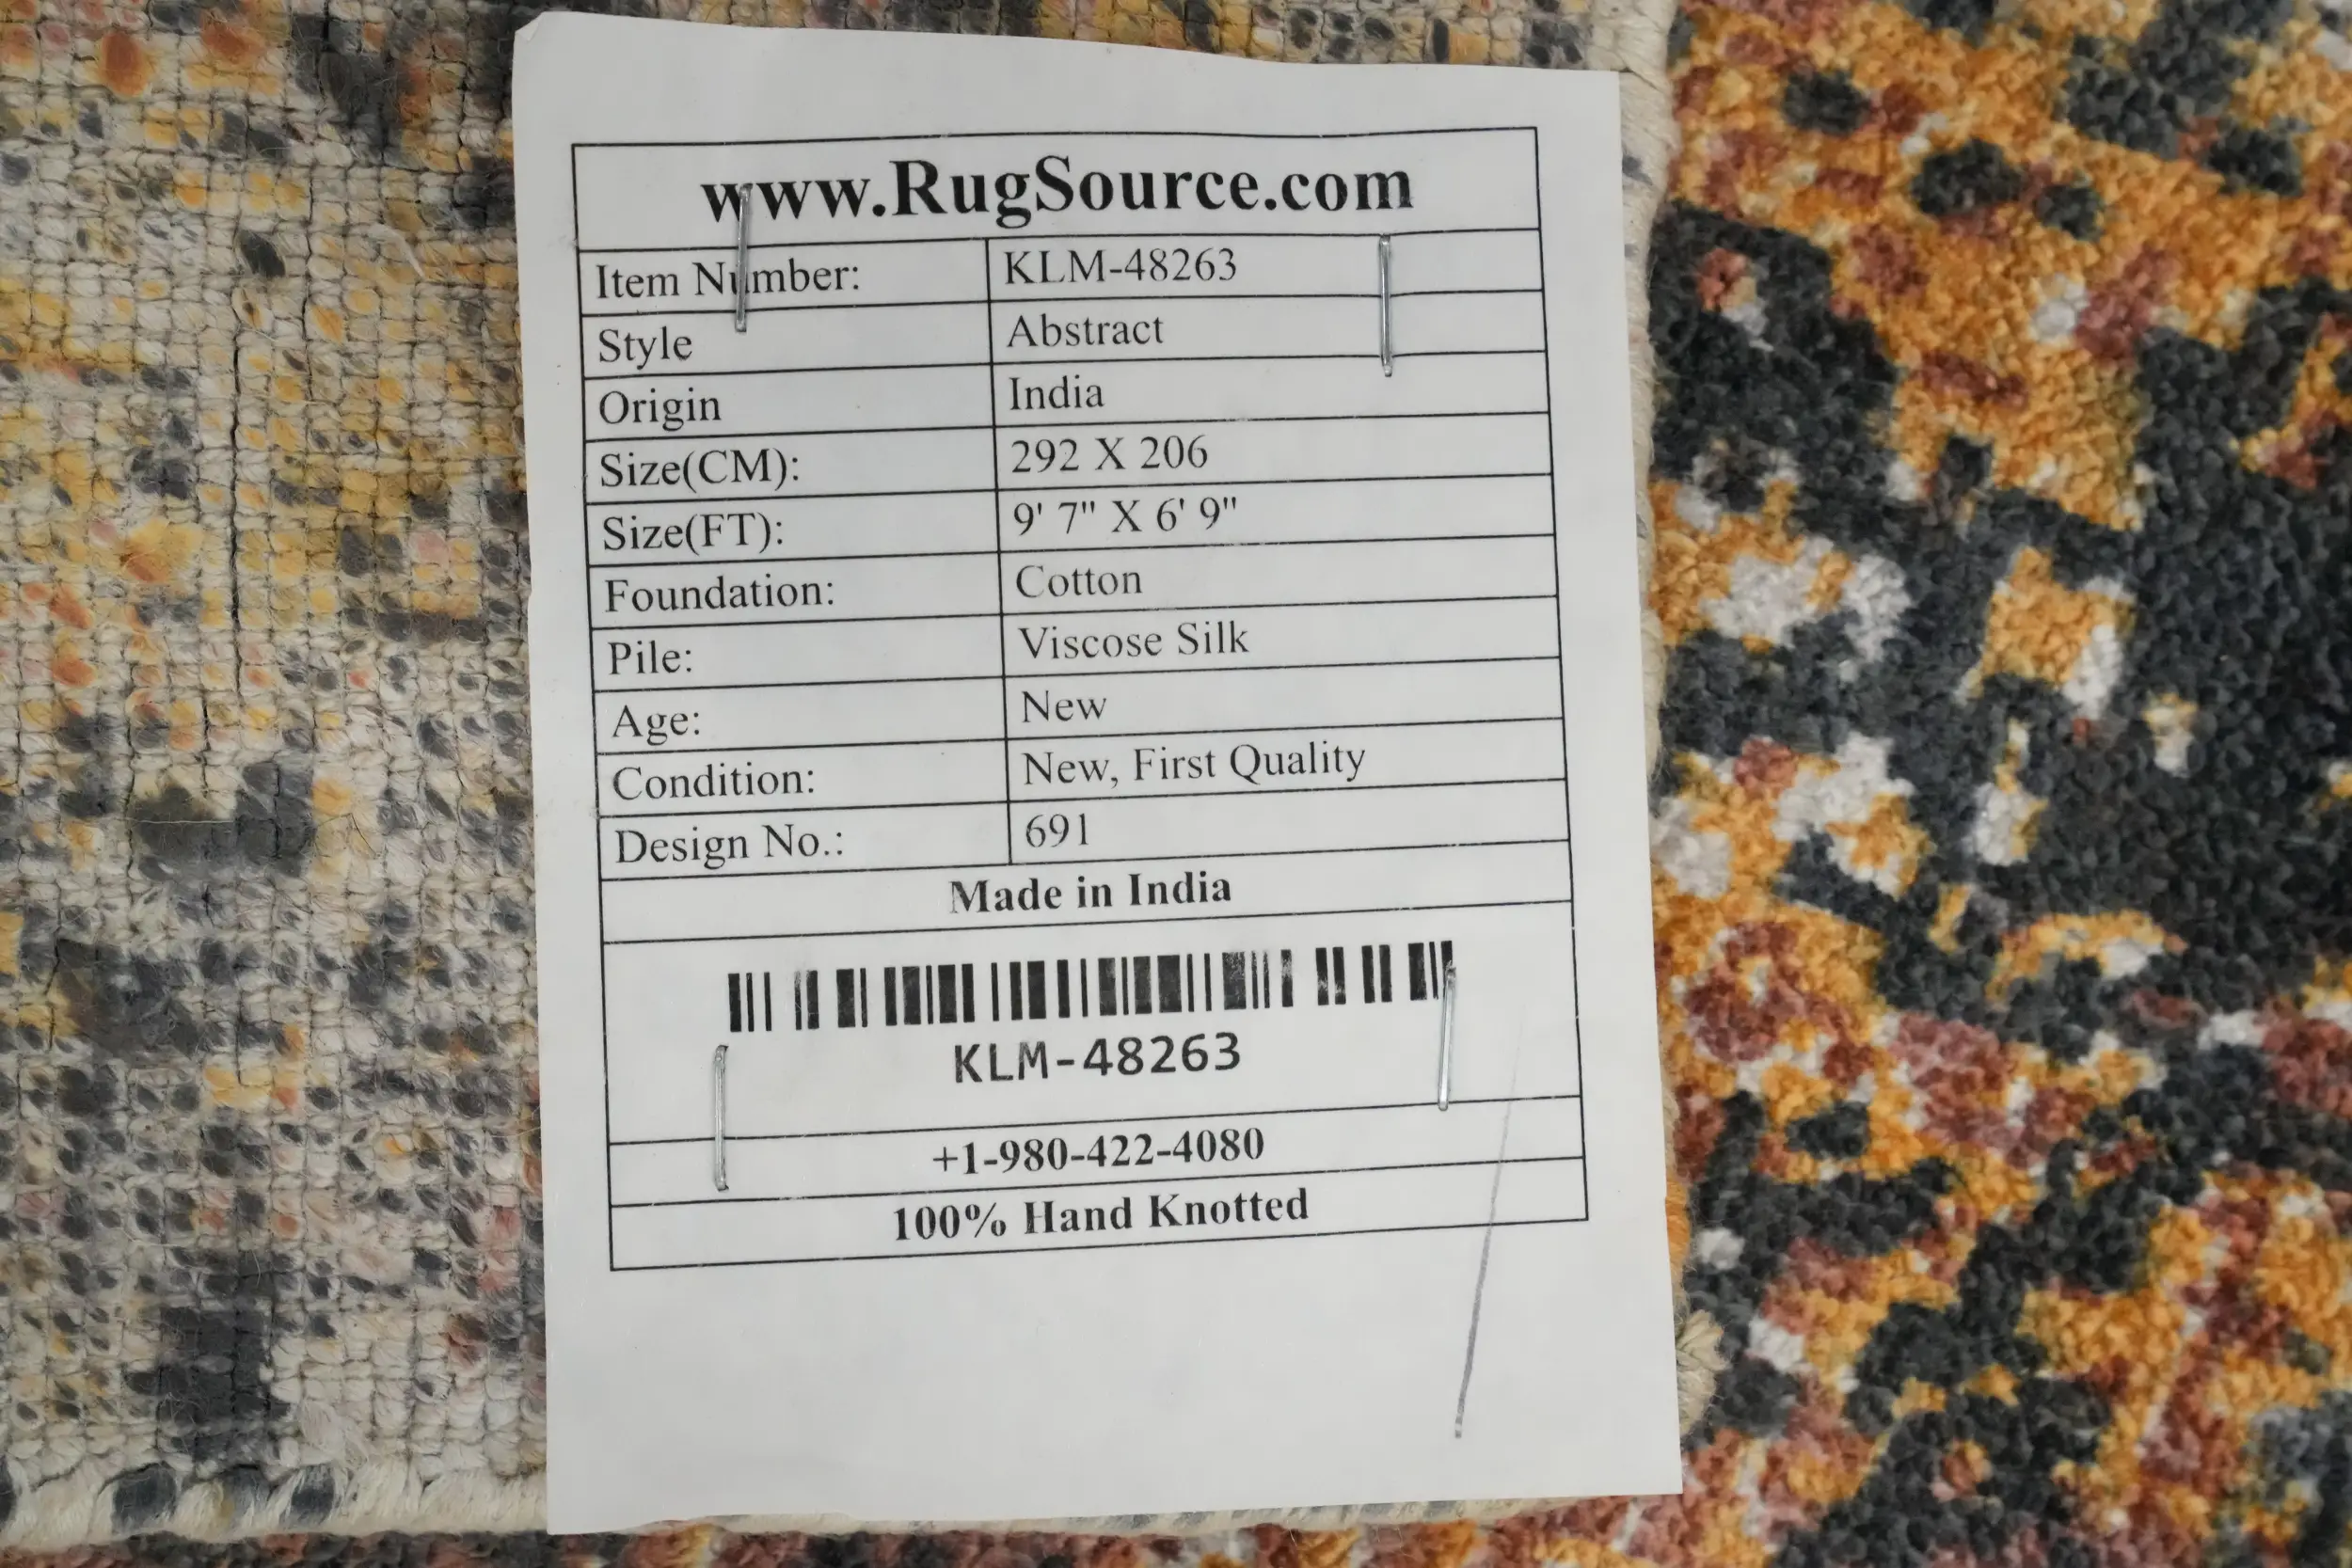 www.RugSource.com
Item Number: KLM-48263
Style Abstract
Origin India
Size(CM): 292 X 206
Size(FT): 9' 7" X 6' 9"
Foundation: Cotton
Pile: Viscose Silk
Age: New
Condition: New, First Quality
Design No.: 691
Made in India
KLM-48263
+1-980-422-4080
100% Hand Knotted